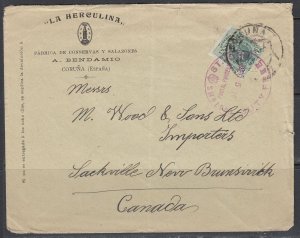 "LA HERCULINA"
FÁBRICA DE CONSERVAS Y SALAZONES
A. BENDAMIO
CORUÑA (España)
Messrs
M. Wood & Sons Ltd
Importers
Sackville New Brunswick
Canada